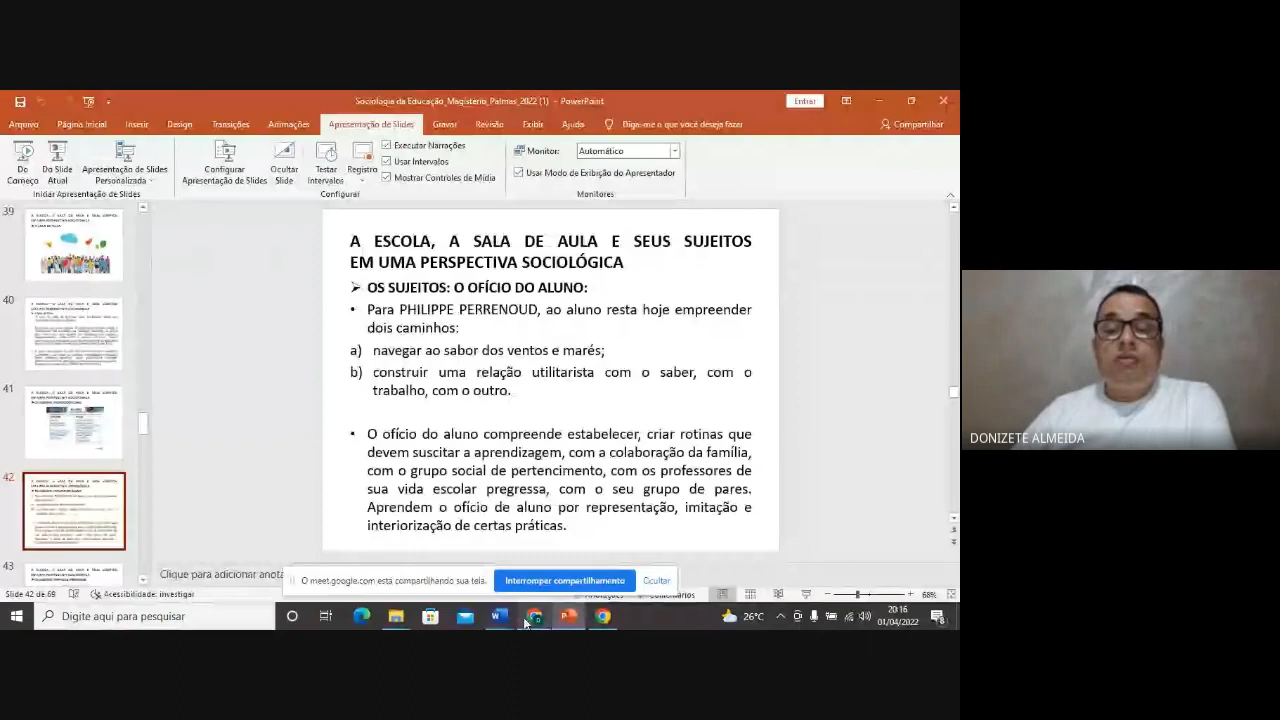 Sociologia da Educação_Magistério_Palmas_2022 (1) - PowerPoint
Entrar
Arquivo
Página Inicial
Inserir
Design
Transições
Animações
Apresentação de Slides
Gravar
Revisão
Exibir
Ajuda
Diga-me o que você deseja fazer
Compartilhar
Do Começo
Do Slide Atual
Apresentação de Slides Personalizada
Configurar Apresentação de Slides
Ocultar Slide
Testar Intervalos
Registro
Executar Narrações
Usar Intervalos
Mostrar Controles de Mídia
Monitor:
Automático
Usar Modo de Exibição do Apresentador
Iniciar Apresentação de Slides
Configurar
Monitores
39
40
41
42
43
A ESCOLA, A SALA DE AULA E SEUS SUJEITOS
EM UMA PERSPECTIVA SOCIOLÓGICA
➢ OS SUJEITOS: O OFÍCIO DO ALUNO:
• Para PHILIPPE PERRENOUD, ao aluno resta hoje empreender
dois caminhos:
a) navegar ao sabor dos ventos e marés;
b) construir uma relação utilitarista com o saber, com o
trabalho, com o outro.
• O ofício do aluno compreende estabelecer, criar rotinas que
devem suscitar a aprendizagem, com a colaboração da família,
com o grupo social de pertencimento, com os professores de
sua vida escolar egressa, com o seu grupo de pares.
Aprendem o ofício de aluno por representação, imitação e
interiorização de certas práticas.
Clique para adicionar anota
O meet.google.com está compartilhando sua tela.
Interromper compartilhamento
Ocultar
Slide 42 de 69
Acessibilidade: investigar
Anotações
Comentários
68%
Digite aqui para pesquisar
26°C
20:16
01/04/2022
DONIZETE ALMEIDA